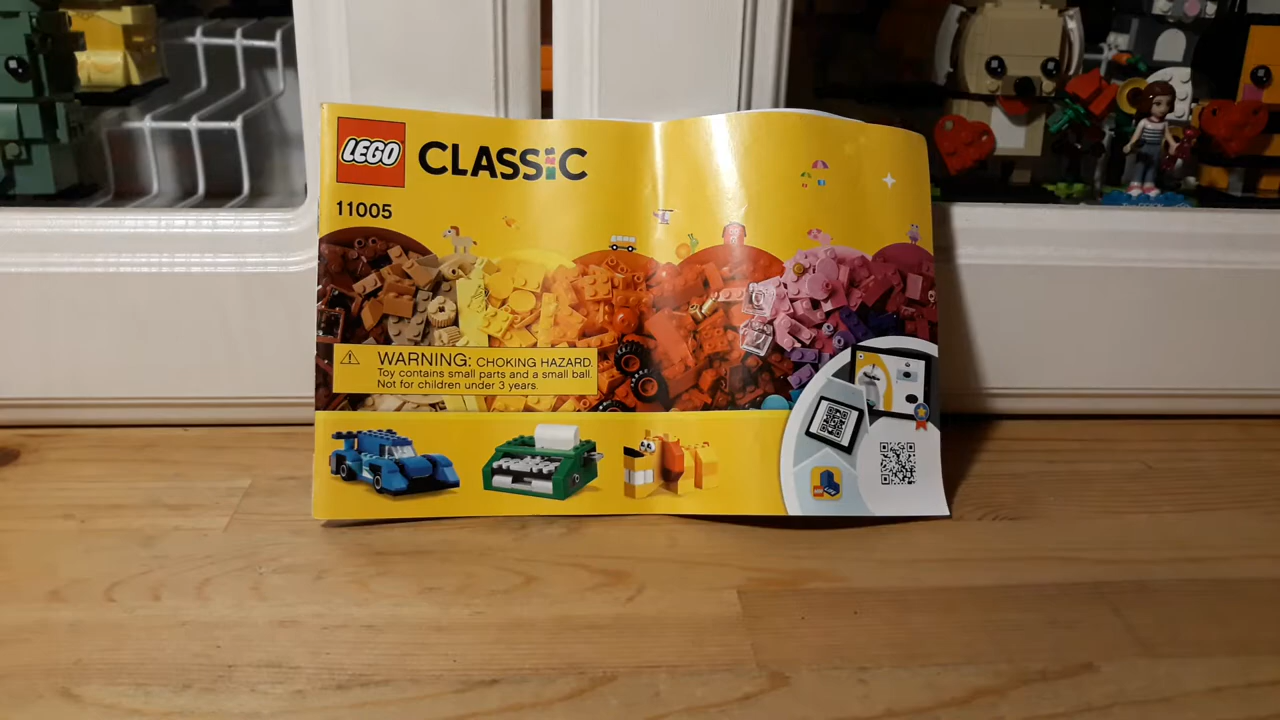 LEGO CLASSIC
11005
WARNING: CHOKING HAZARD.
Toy contains small parts and a small ball.
Not for children under 3 years.